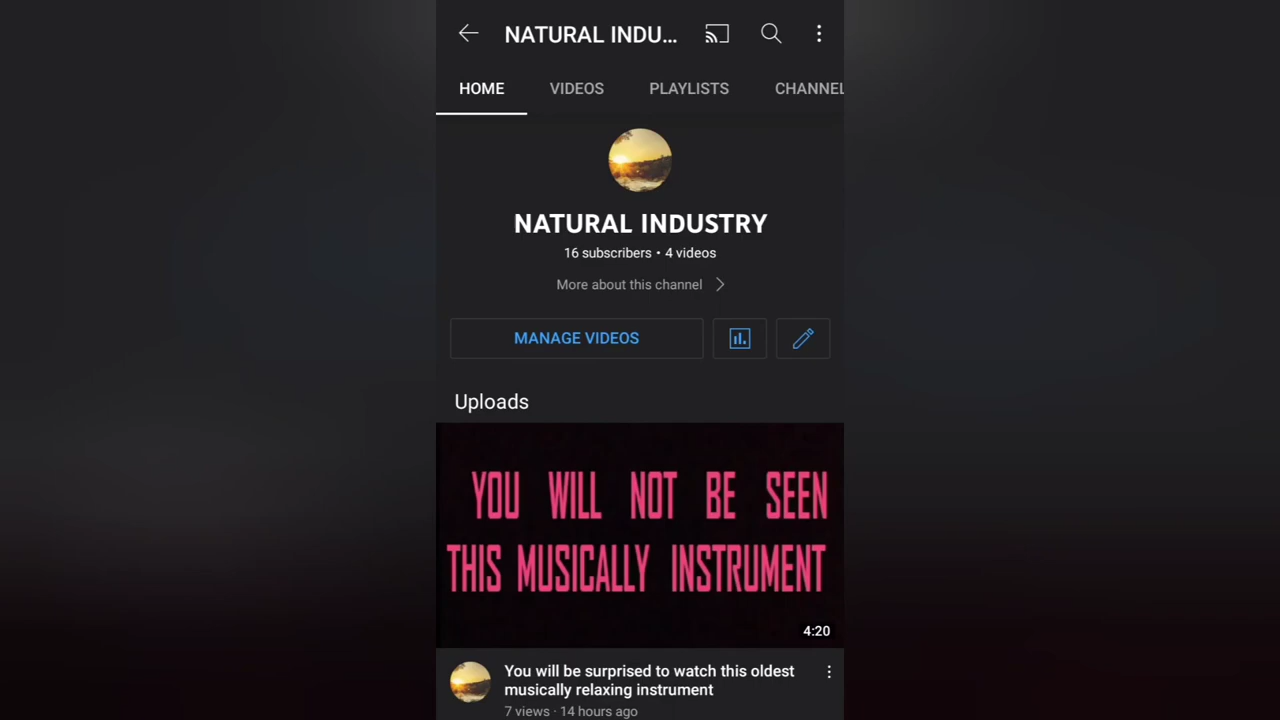 NATURAL INDU...
HOME VIDEOS PLAYLISTS CHANNEL
NATURAL INDUSTRY
16 subscribers • 4 videos
More about this channel
MANAGE VIDEOS
Uploads
YOU WILL NOT BE SEEN
THIS MUSICALLY INSTRUMENT
4:20
You will be surprised to watch this oldest
musically relaxing instrument
7 views · 14 hours ago